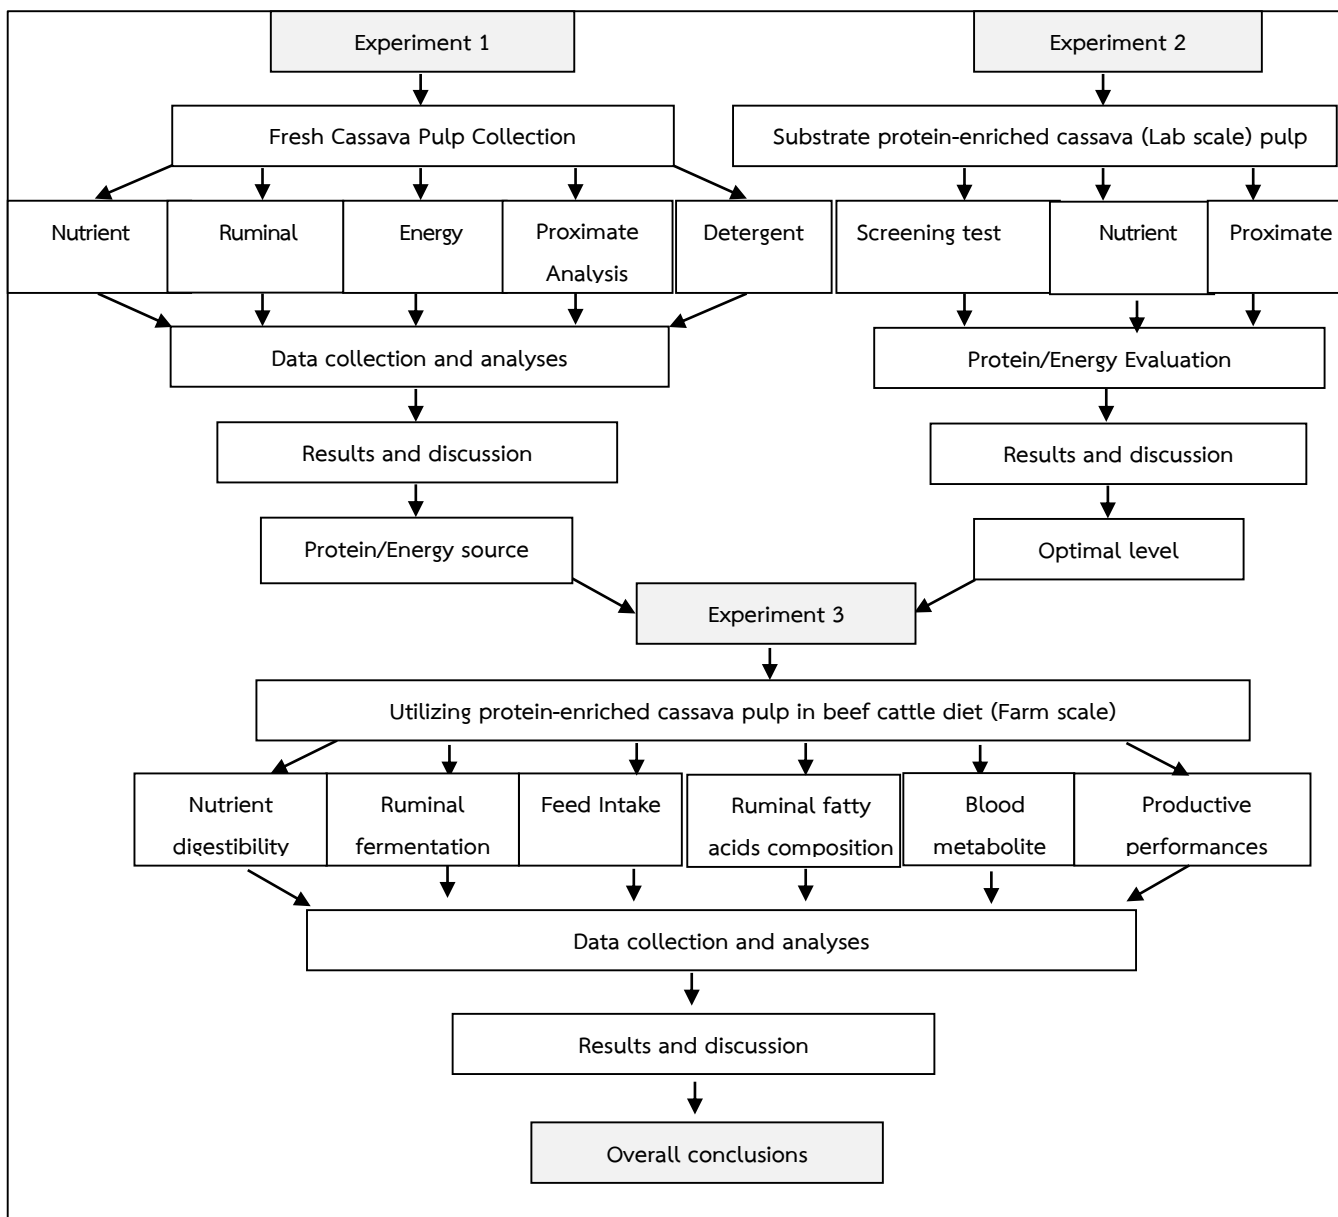 Experiment 1
Experiment 2
Fresh Cassava Pulp Collection
Substrate protein-enriched cassava (Lab scale) pulp
Nutrient
Ruminal
Energy
Proximate
Analysis
Detergent
Screening test
Nutrient
Proximate
Data collection and analyses
Protein/Energy Evaluation
Results and discussion
Results and discussion
Protein/Energy source
Optimal level
Experiment 3
Utilizing protein-enriched cassava pulp in beef cattle diet (Farm scale)
Nutrient
digestibility
Ruminal
fermentation
Feed Intake
Ruminal fatty
acids composition
Blood
metabolite
Productive
performances
Data collection and analyses
Results and discussion
Overall conclusions